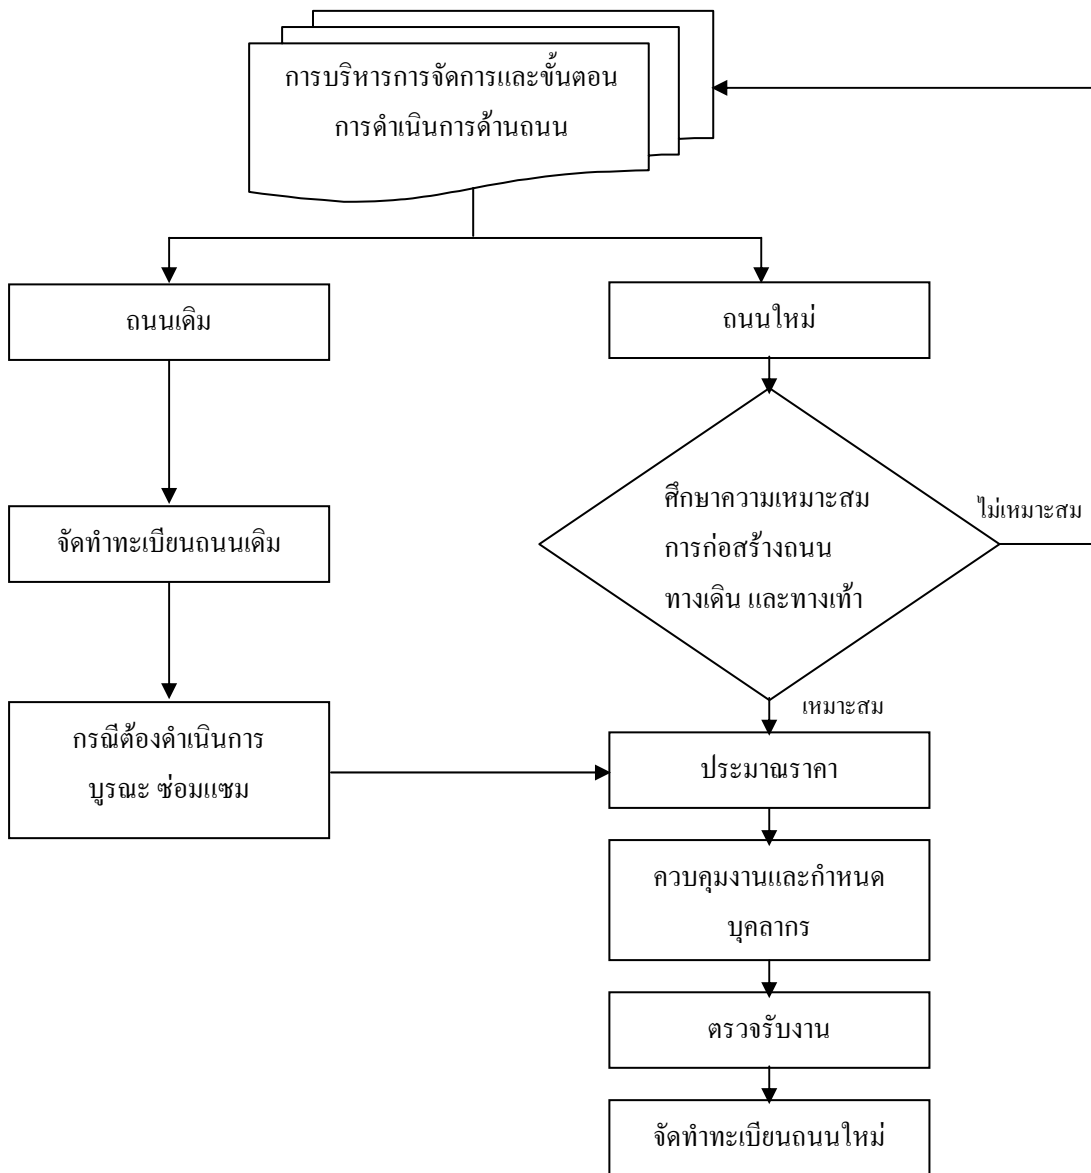 การบริหารการจัดการและขั้นตอน
การดำเนินการด้านถนน
ถนนเดิม
ถนนใหม่
ศึกษาความเหมาะสม
การก่อสร้างถนน
ทางเดิน และทางเท้า
ไม่เหมาะสม
จัดทำทะเบียนถนนเดิม
เหมาะสม
กรณีต้องดำเนินการ
บูรณะ ซ่อมแซม
ประมาณราคา
ควบคุมงานและกำหนด
บุคลากร
ตรวจรับงาน
จัดทำทะเบียนถนนใหม่